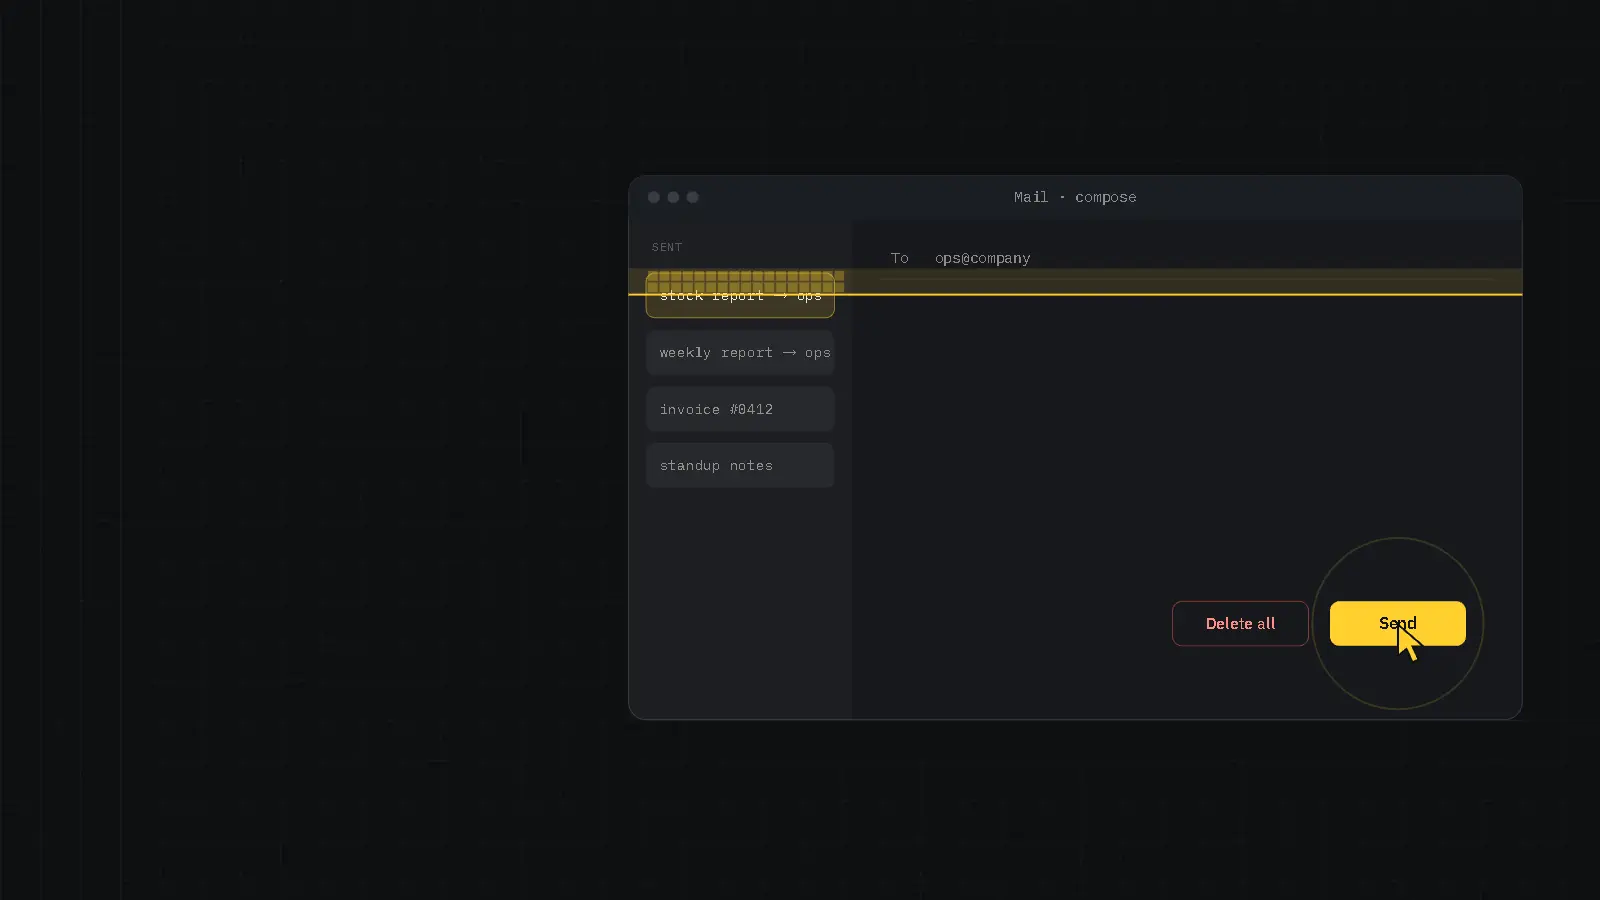 Mail · compose
SENT
To ops@company
stock report → ops
weekly report → ops
invoice #0412
standup notes
Delete all
Send